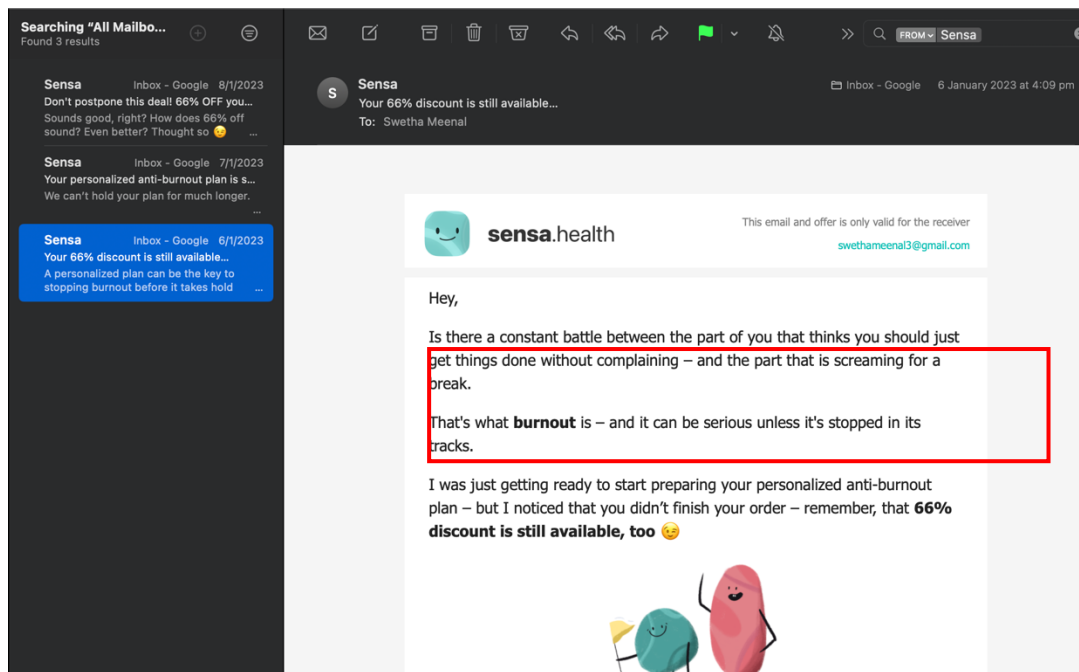 Searching “All Mailbo...
Found 3 results
FROM Sensa
Sensa Inbox - Google 8/1/2023
Don't postpone this deal! 66% OFF you...
Sounds good, right? How does 66% off
sound? Even better? Thought so 😉 ...
Sensa Inbox - Google 7/1/2023
Your personalized anti-burnout plan is s...
We can't hold your plan for much longer.
...
Sensa Inbox - Google 6/1/2023
Your 66% discount is still available...
A personalized plan can be the key to
stopping burnout before it takes hold ...
S
Sensa
Inbox - Google 6 January 2023 at 4:09 pm
Your 66% discount is still available...
To: Swetha Meenal
sensa.health
This email and offer is only valid for the receiver
swethameenal3@gmail.com
Hey,
Is there a constant battle between the part of you that thinks you should just
get things done without complaining – and the part that is screaming for a
break.
That's what burnout is – and it can be serious unless it's stopped in its
tracks.
I was just getting ready to start preparing your personalized anti-burnout
plan – but I noticed that you didn’t finish your order – remember, that 66%
discount is still available, too 😉